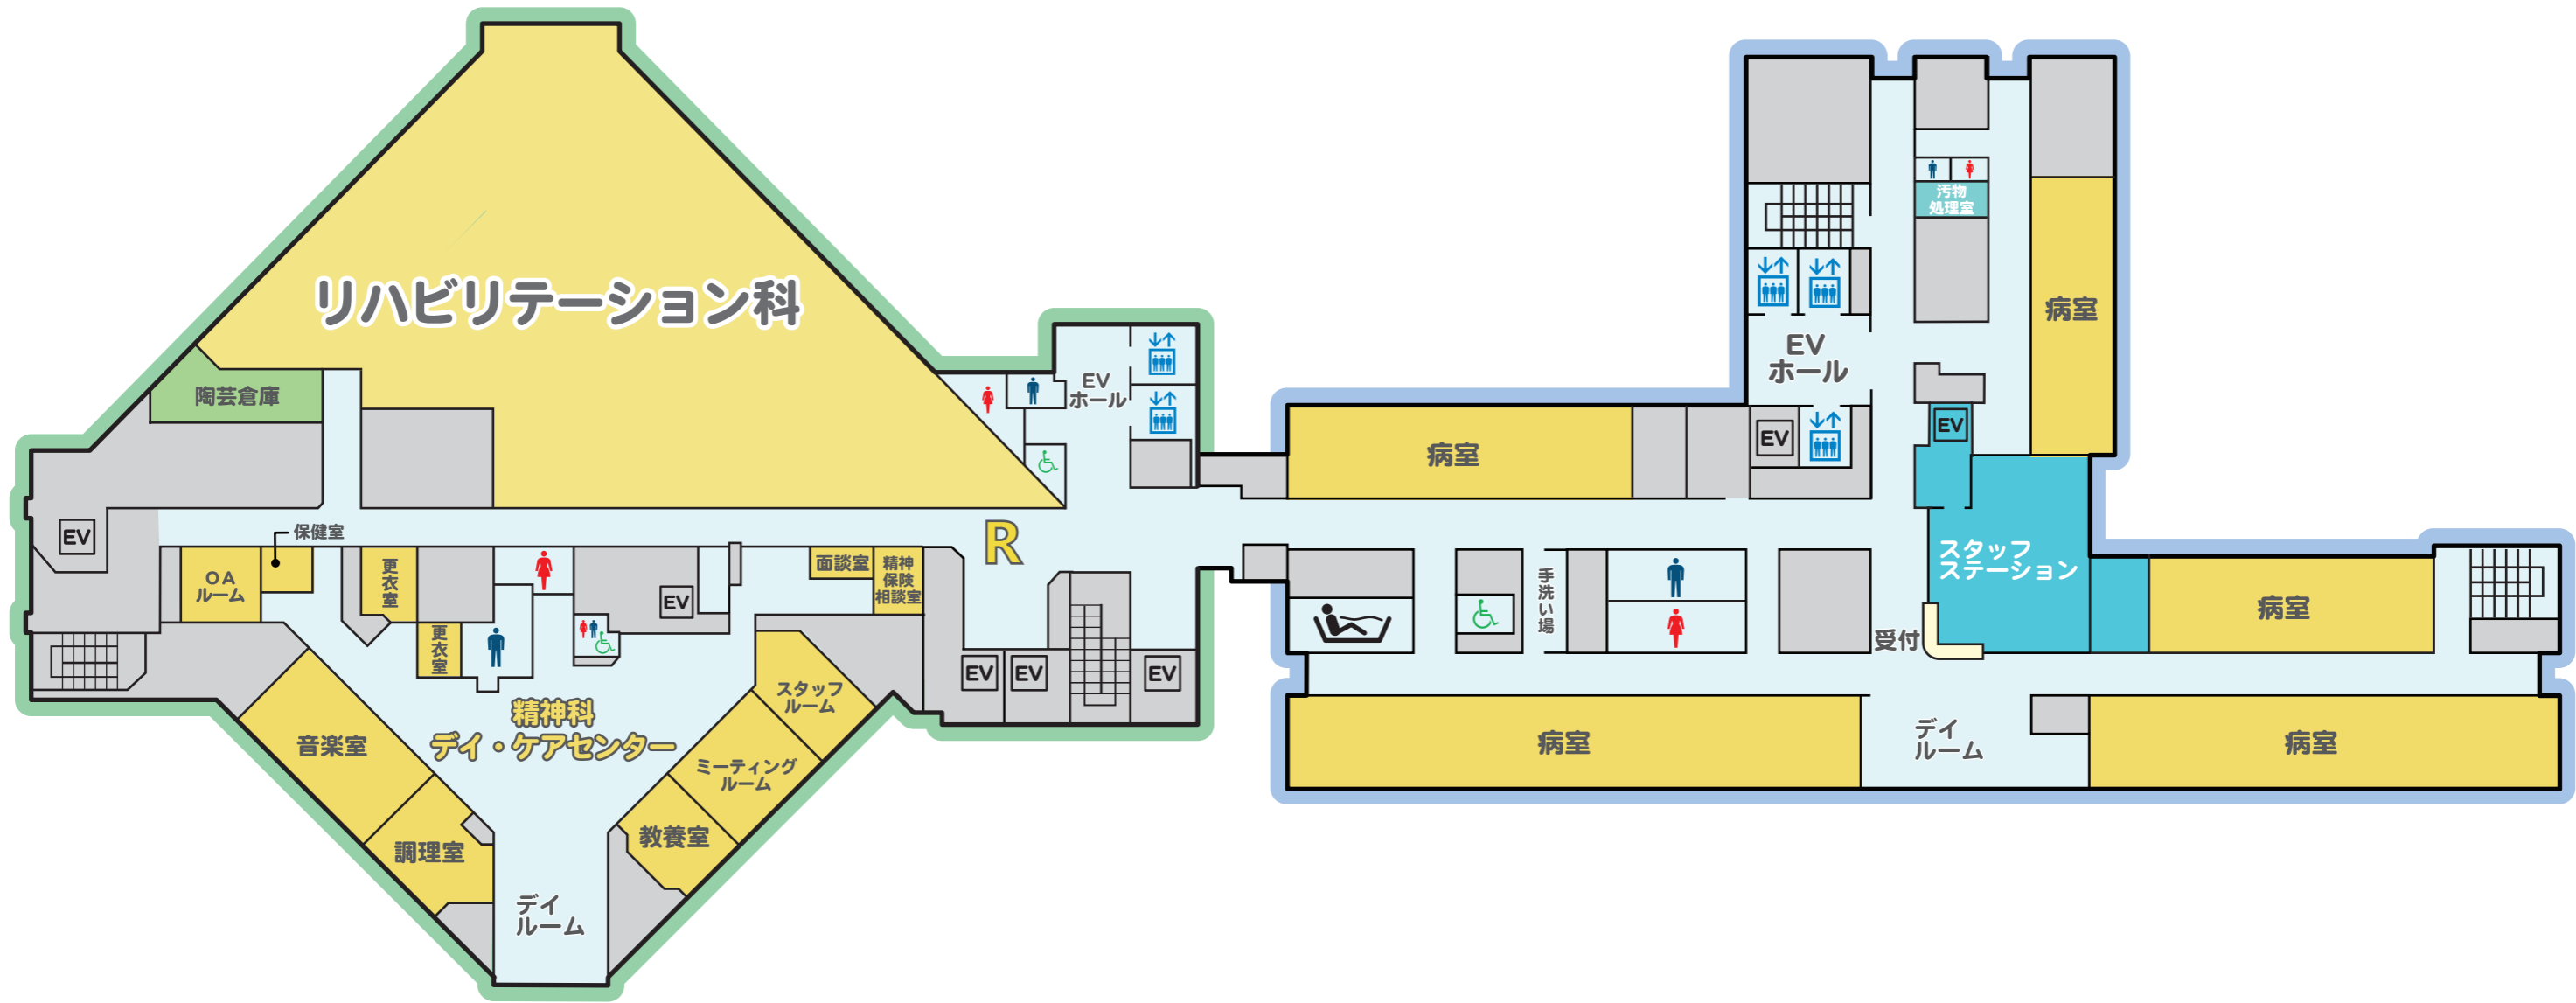 リハビリテーション科
陶芸倉庫
EV
ホール
EV
保健室
OA
ルーム
更
衣
室
更
衣
室
EV
面談室
精神
保険
相談室
R
EV
EV
EV
精神科
デイ・ケアセンター
スタッフ
ルーム
ミーティング
ルーム
教養室
音楽室
調理室
デイ
ルーム
汚物
処理室
病室
EV
ホール
EV
EV
病室
スタッフ
ステーション
手
洗
い
場
受付
病室
病室
デイ
ルーム
病室